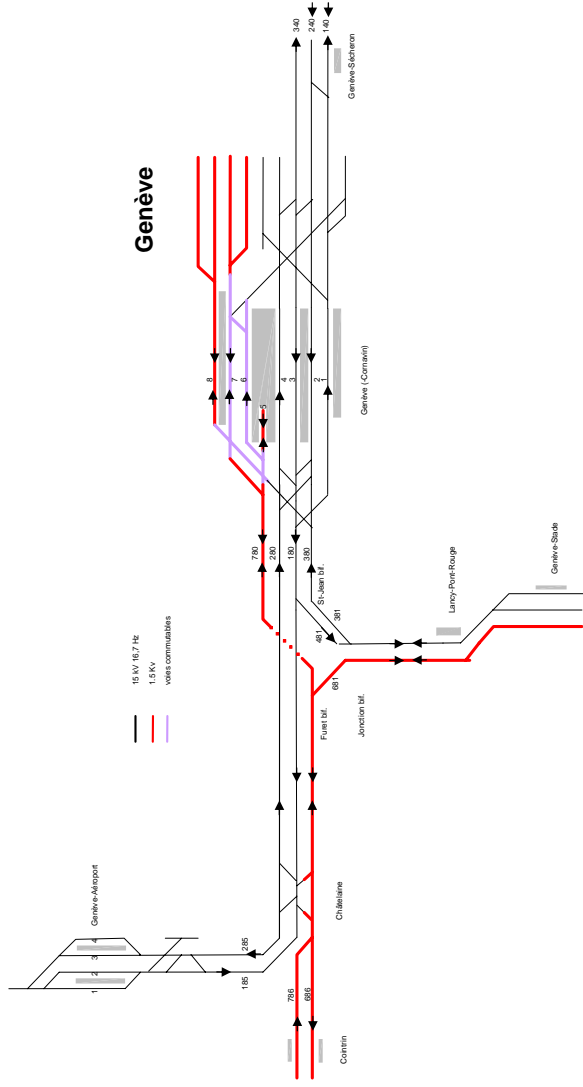 Genève
15 kV 16,7 Hz
1.5 Kv
voies commutables
Genève-Aéroport
1
2
3
4
185
285
786
686
Cointrin
Châtelaine
Furet bif.
Jonction bif.
St-Jean bif.
681
481
381
780
280
180
380
Lancy-Pont-Rouge
Genève-Stade
8
7
6
5
4
3
2
1
Genève (-Cornavin)
Genève-Sécheron
340
240
140